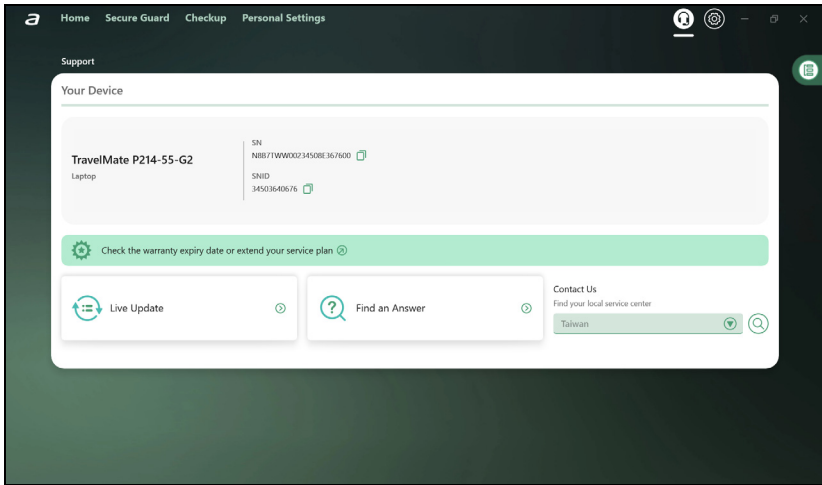 Home Secure Guard Checkup Personal Settings
Support
Your Device
TravelMate P214-55-G2
Laptop
SN
N8B7TWW00234508E367600
SNID
34503640676
Check the warranty expiry date or extend your service plan
Live Update
Find an Answer
Contact Us
Find your local service center
Taiwan